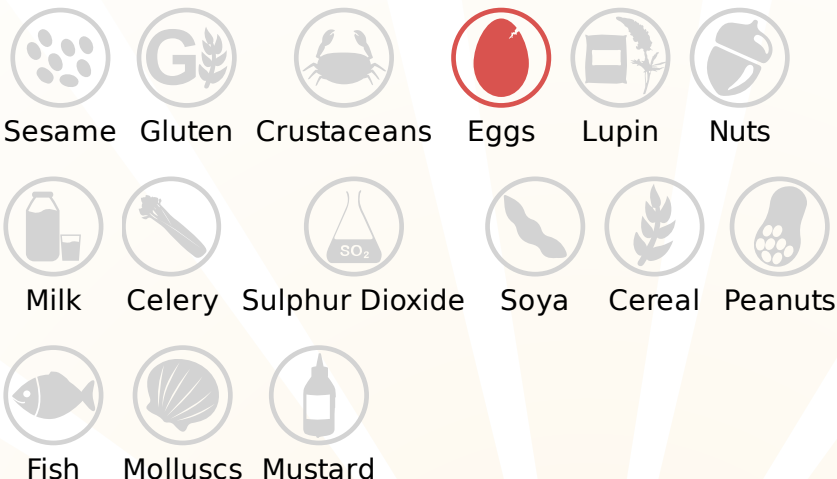 G
Sesame Gluten Crustaceans Eggs Lupin Nuts
SO₂
Milk Celery Sulphur Dioxide Soya Cereal Peanuts
Fish Molluscs Mustard